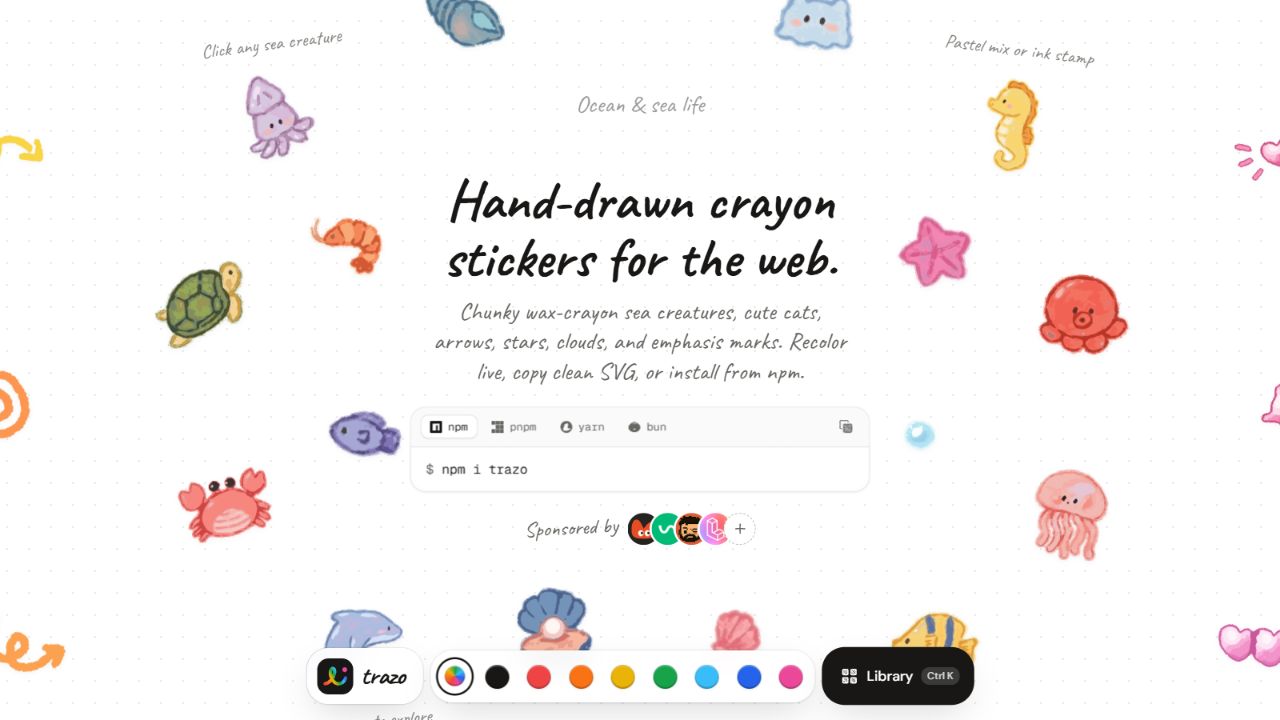 Click any sea creature
Pastel mix or ink stamp
Ocean & sea life
Hand-drawn crayon
stickers for the web.
Chunky wax-crayon sea creatures, cute cats,
arrows, stars, clouds, and emphasis marks. Recolor
live, copy clean SVG, or install from npm.
npm pnpm yarn bun
$ npm i trazo
Sponsored by
+
trazo
Library Ctrl K
to explore